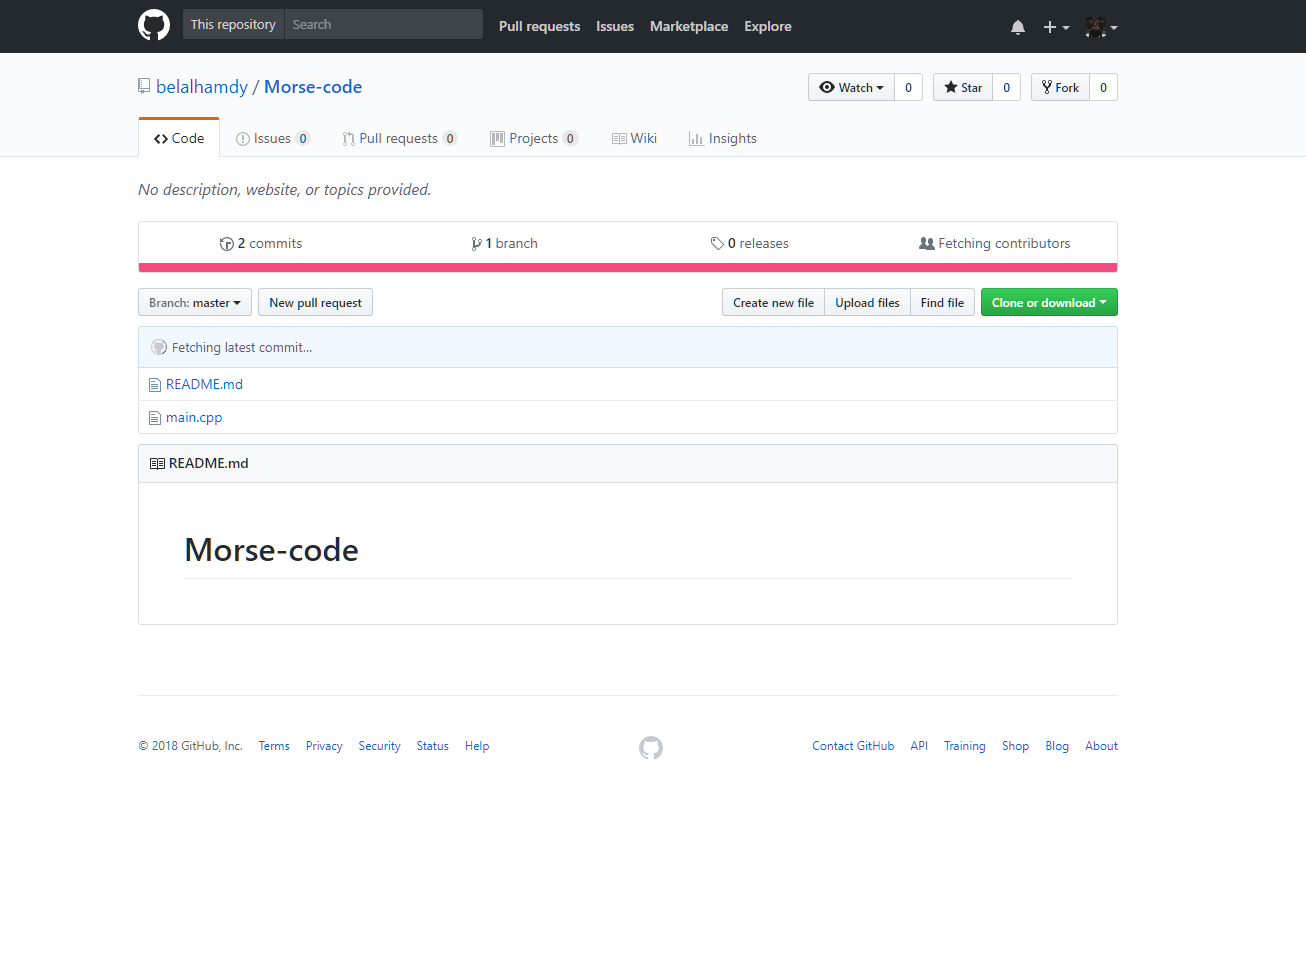 This repository Search Pull requests Issues Marketplace Explore
belalhamdy / Morse-code Watch 0 Star 0 Fork 0
Code Issues 0 Pull requests 0 Projects 0 Wiki Insights
No description, website, or topics provided.
2 commits 1 branch 0 releases Fetching contributors
Branch: master New pull request Create new file Upload files Find file Clone or download
Fetching latest commit...
README.md
main.cpp
README.md
Morse-code
© 2018 GitHub, Inc. Terms Privacy Security Status Help Contact GitHub API Training Shop Blog About